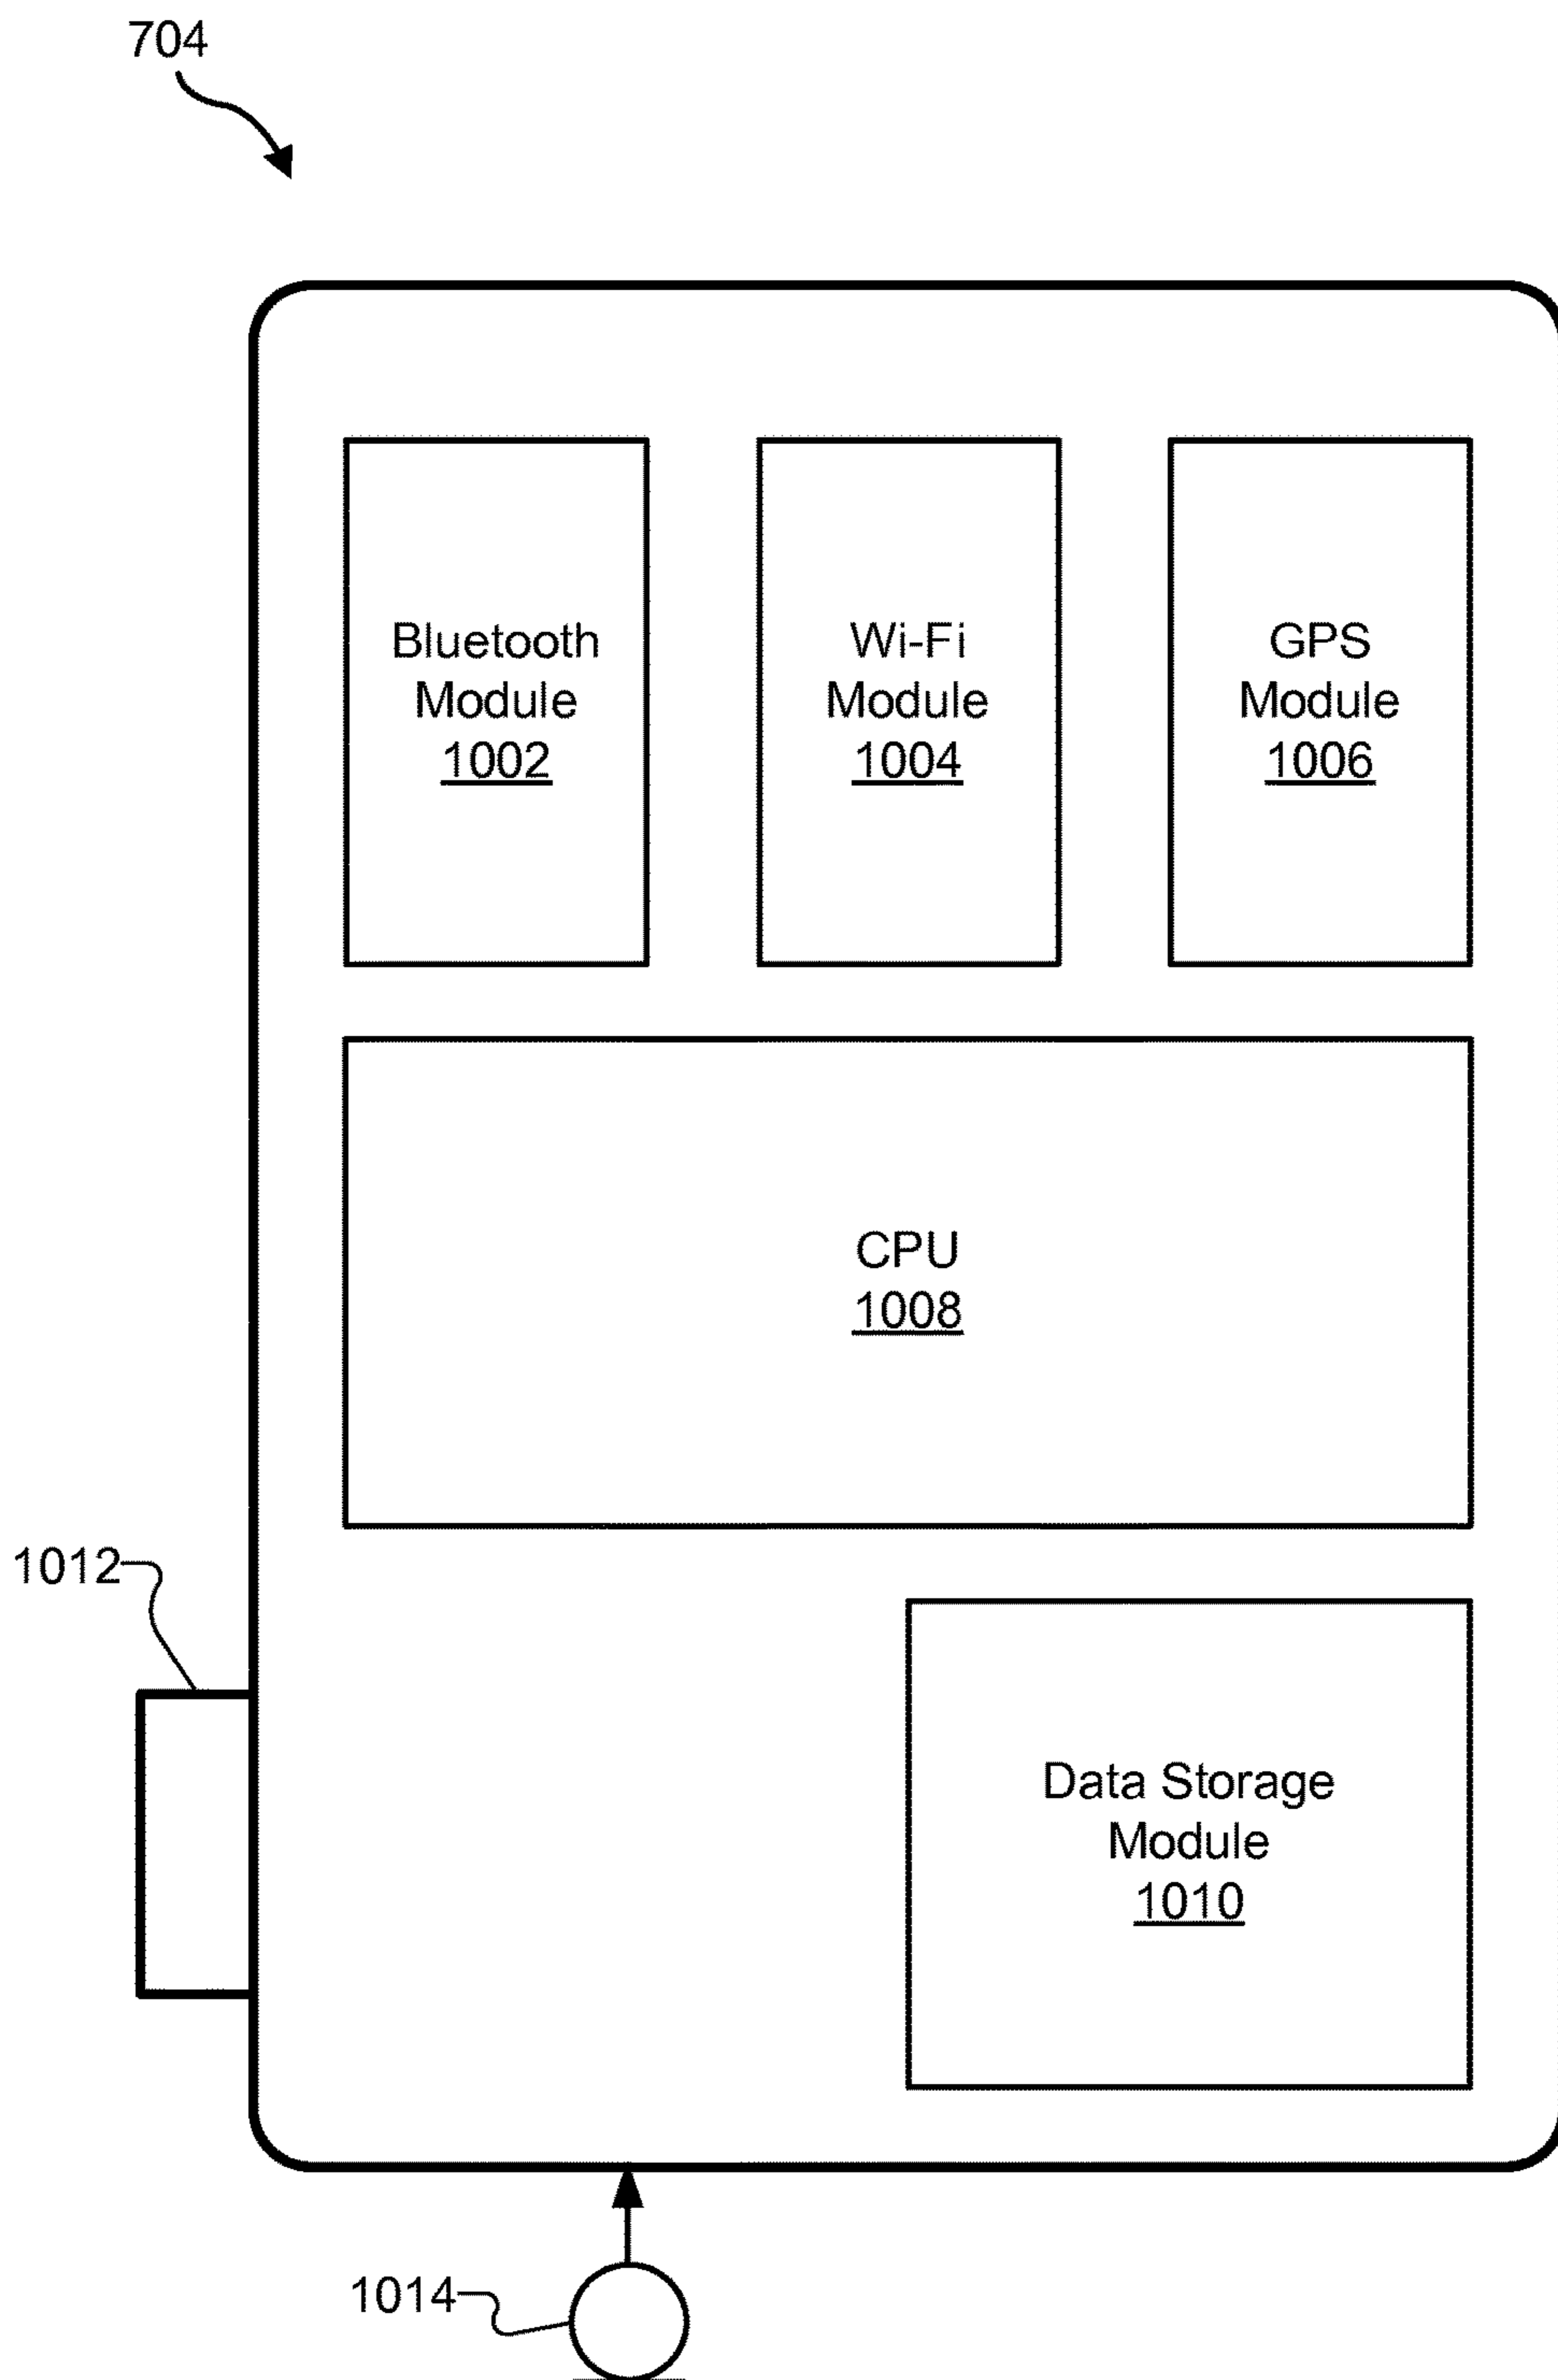 704
Bluetooth
Module
1002
Wi-Fi
Module
1004
GPS
Module
1006
CPU
1008
1012
Data Storage
Module
1010
1014